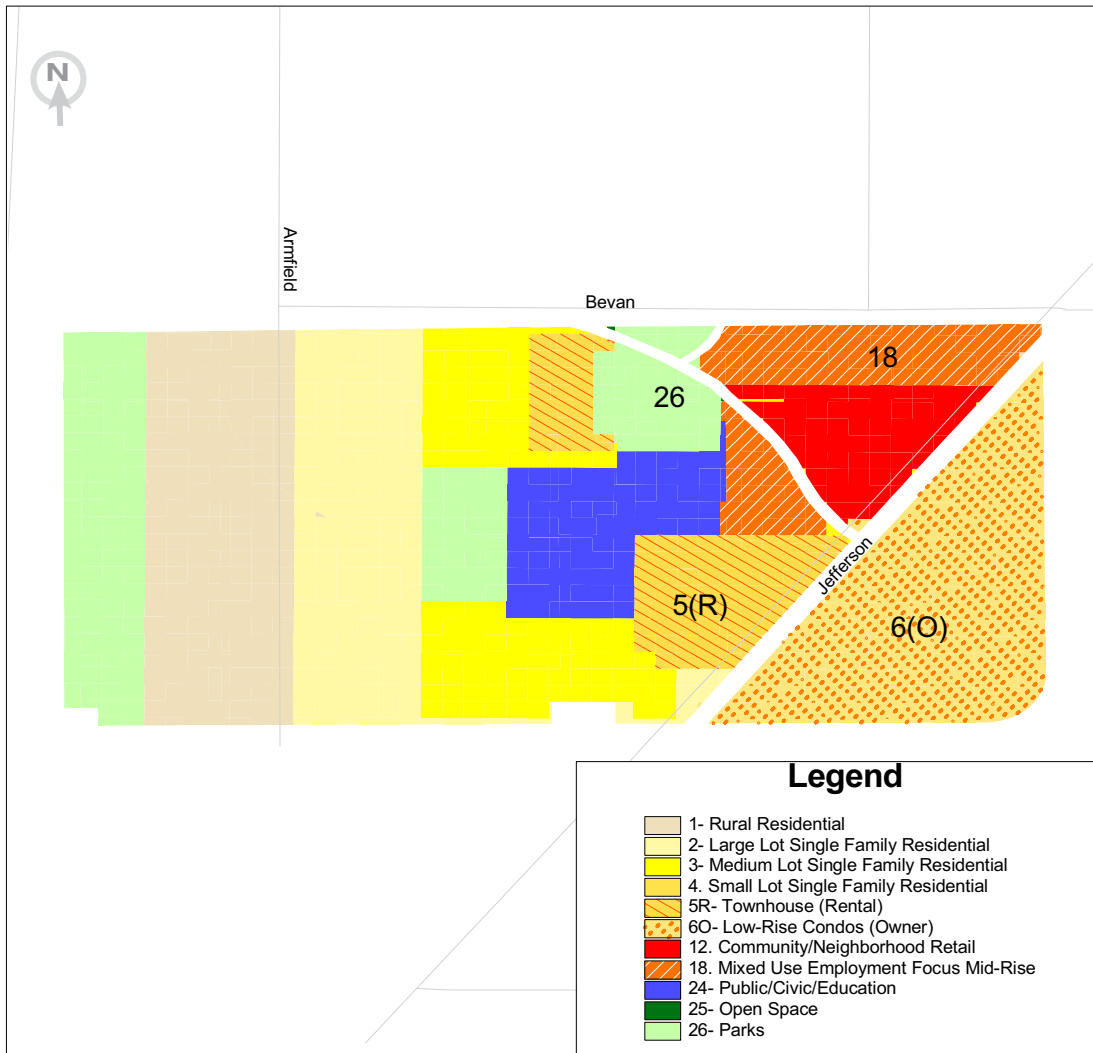 N
Armfield
Bevan
18
26
Jefferson
5(R)
6(O)
Legend
1- Rural Residential
2- Large Lot Single Family Residential
3- Medium Lot Single Family Residential
4. Small Lot Single Family Residential
5R- Townhouse (Rental)
6O- Low-Rise Condos (Owner)
12. Community/Neighborhood Retail
18. Mixed Use Employment Focus Mid-Rise
24- Public/Civic/Education
25- Open Space
26- Parks